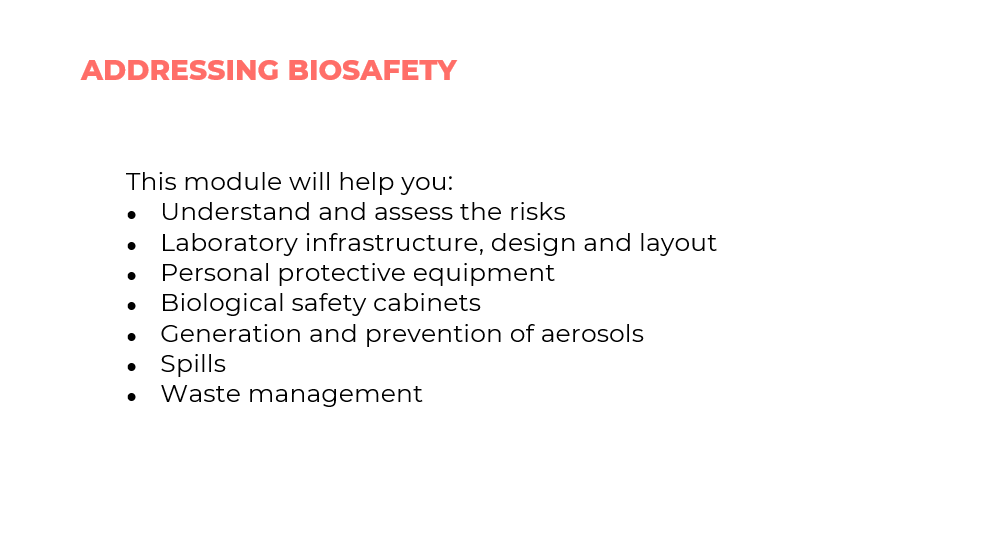 ADDRESSING BIOSAFETY
This module will help you:
● Understand and assess the risks
● Laboratory infrastructure, design and layout
● Personal protective equipment
● Biological safety cabinets
● Generation and prevention of aerosols
● Spills
● Waste management